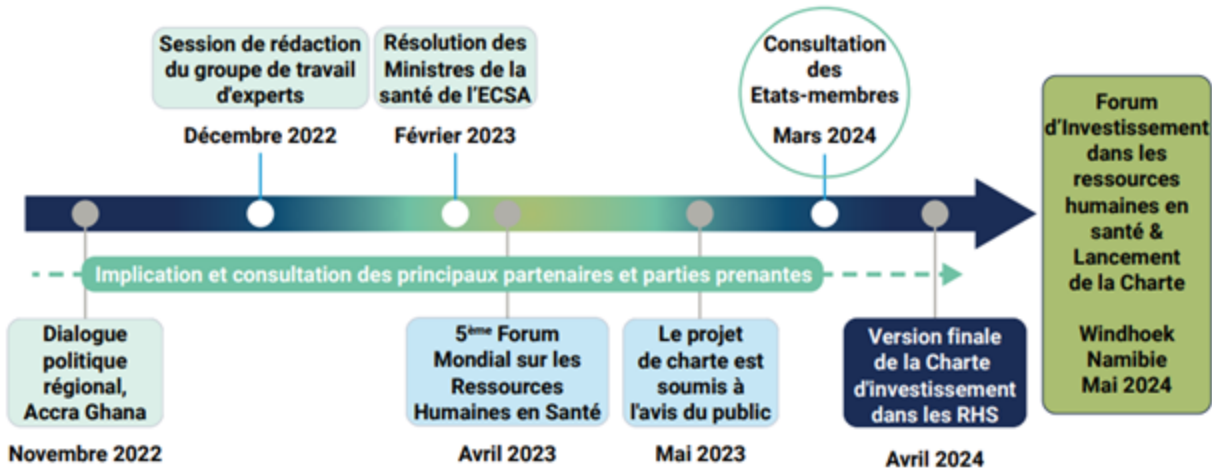 Session de rédaction
du groupe de travail
d'experts
Décembre 2022
Résolution des
Ministres de la
santé de l'ECSA
Février 2023
Consultation
des
Etats-membres
Mars 2024
Forum
d'Investissement
dans les
ressources
humaines en
santé &
Lancement
de la Charte
Windhoek
Namibie
Mai 2024
Implication et consultation des principaux partenaires et parties prenantes
Dialogue
politique
régional,
Accra Ghana
Novembre 2022
5ème Forum
Mondial sur les
Ressources
Humaines en Santé
Avril 2023
Le projet
de charte est
soumis à
l'avis du public
Mai 2023
Version finale
de la Charte
d'investissement
dans les RHS
Avril 2024